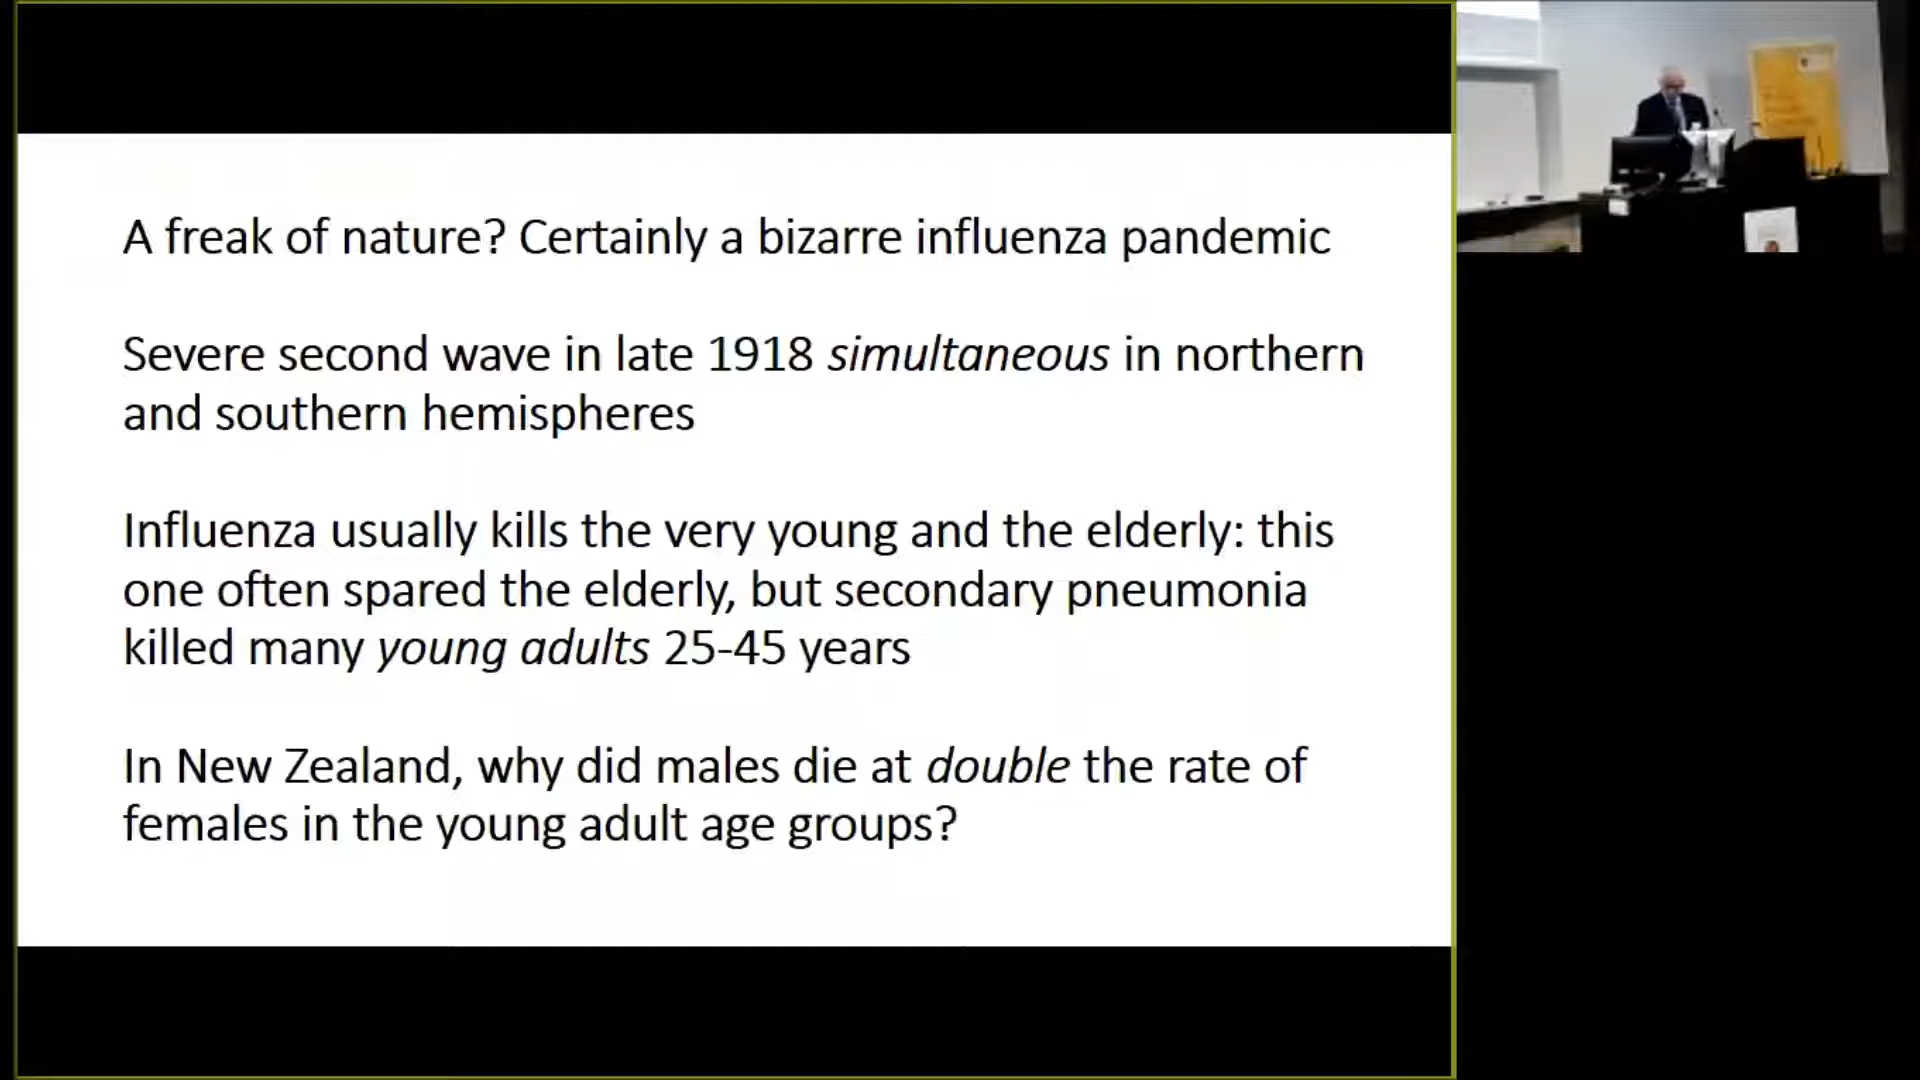 A freak of nature? Certainly a bizarre influenza pandemic
Severe second wave in late 1918 simultaneous in northern
and southern hemispheres
Influenza usually kills the very young and the elderly: this
one often spared the elderly, but secondary pneumonia
killed many young adults 25-45 years
In New Zealand, why did males die at double the rate of
females in the young adult age groups?